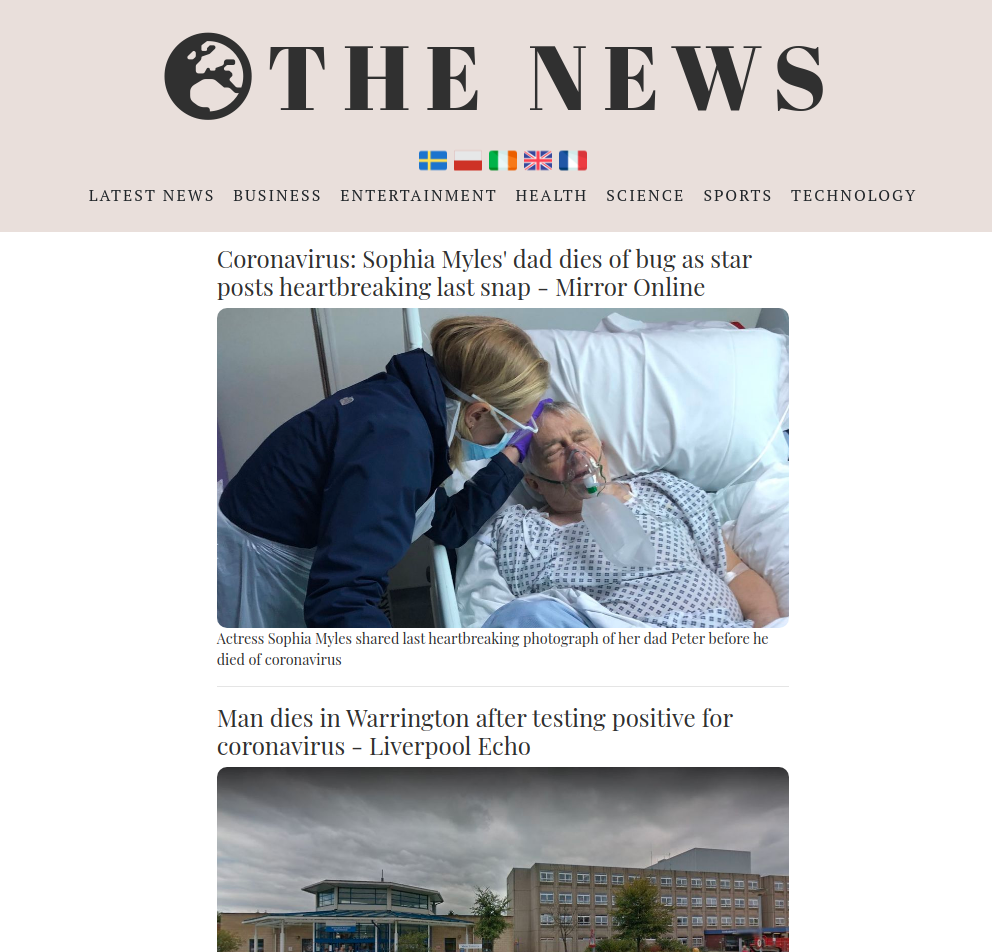 THE NEWS
LATEST NEWS BUSINESS ENTERTAINMENT HEALTH SCIENCE SPORTS TECHNOLOGY
Coronavirus: Sophia Myles' dad dies of bug as star
posts heartbreaking last snap - Mirror Online
Actress Sophia Myles shared last heartbreaking photograph of her dad Peter before he
died of coronavirus
Man dies in Warrington after testing positive for
coronavirus - Liverpool Echo